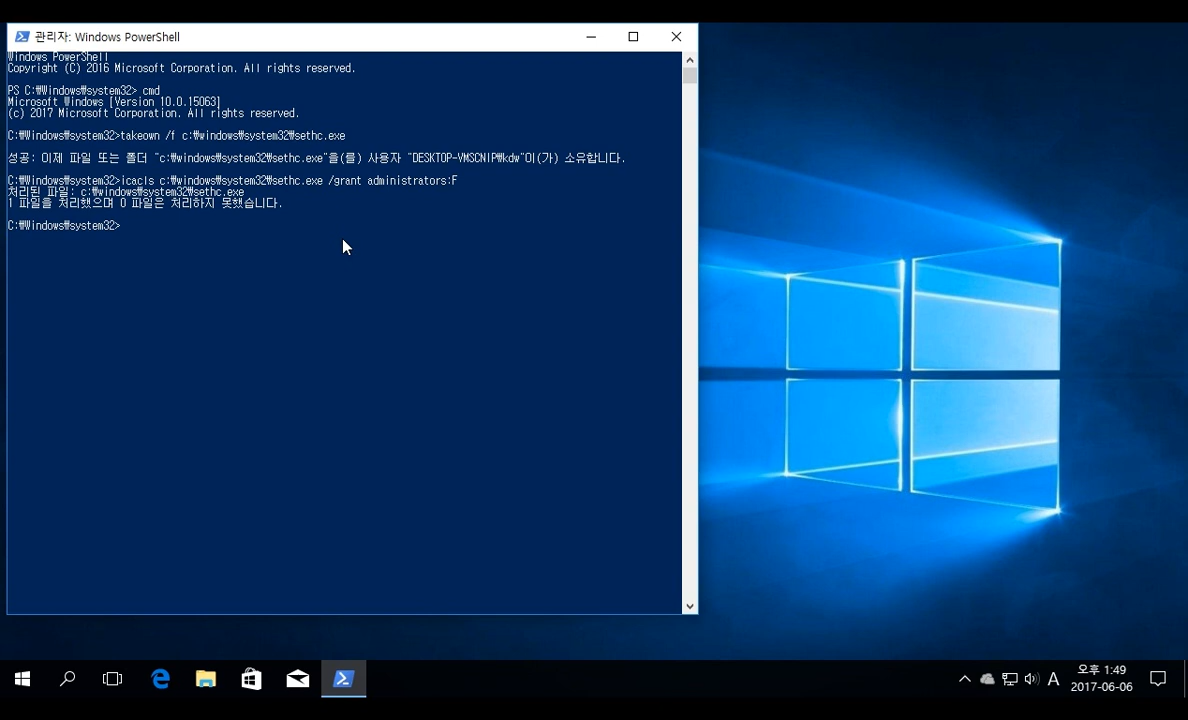 관리자: Windows PowerShell
Windows PowerShell
Copyright (C) 2016 Microsoft Corporation. All rights reserved.
PS C:₩Windows₩system32> cmd
Microsoft Windows [Version 10.0.15063]
(c) 2017 Microsoft Corporation. All rights reserved.
C:₩Windows₩system32>takeown /f c:₩windows₩system32₩sethc.exe
성공: 이제 파일 또는 폴더 "c:₩windows₩system32₩sethc.exe"을(를) 사용자 "DESKTOP-VMSCNIP₩kdw"이(가) 소유합니다.
C:₩Windows₩system32>icacls c:₩windows₩system32₩sethc.exe /grant administrators:F
처리된 파일: c:₩windows₩system32₩sethc.exe
1 파일을 처리했으며 0 파일은 처리하지 못했습니다.
C:₩Windows₩system32>
A
오후 1:49
2017-06-06